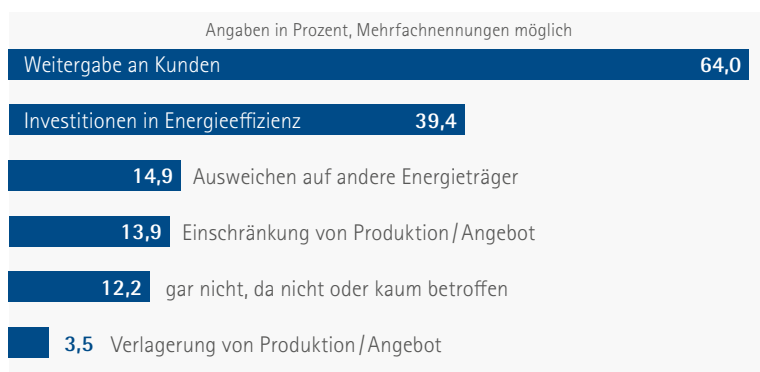 Angaben in Prozent, Mehrfachnennungen möglich
Weitergabe an Kunden 64,0
Investitionen in Energieeffizienz 39,4
14,9 Ausweichen auf andere Energieträger
13,9 Einschränkung von Produktion/Angebot
12,2 gar nicht, da nicht oder kaum betroffen
3,5 Verlagerung von Produktion/Angebot